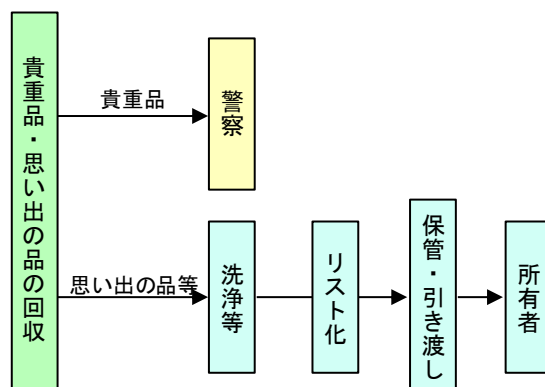 貴重品・思い出の品の回収
貴重品
警察
思い出の品等
洗浄等
リスト化
保管・引き渡し
所有者